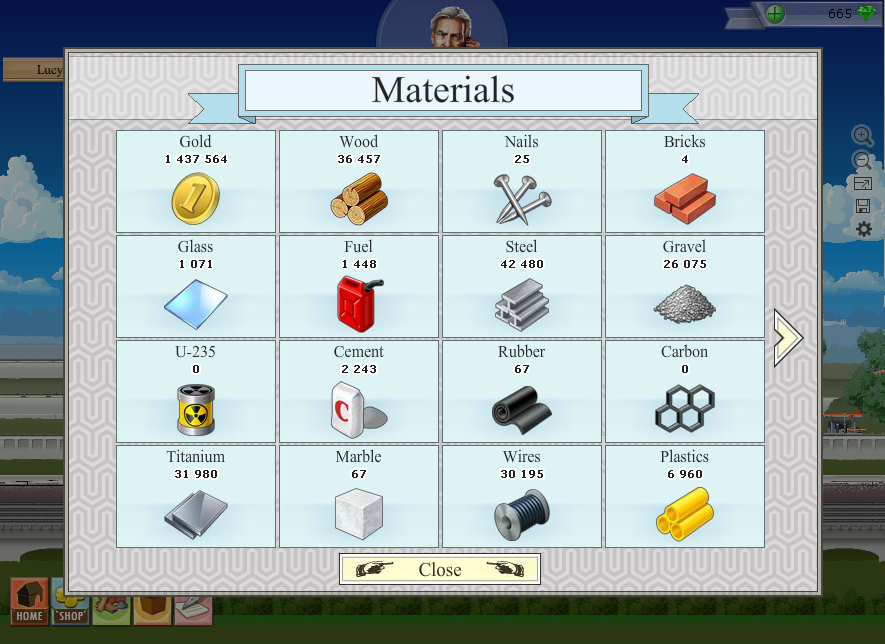 665
Lucy
Materials
Gold
1 437 564
Wood
36 457
Nails
25
Bricks
4
Glass
1 071
Fuel
1 448
Steel
42 480
Gravel
26 075
U-235
0
Cement
2 243
C
Rubber
67
Carbon
0
Titanium
31 980
Marble
67
Wires
30 195
Plastics
6 960
1
Close
HOME
SHOP